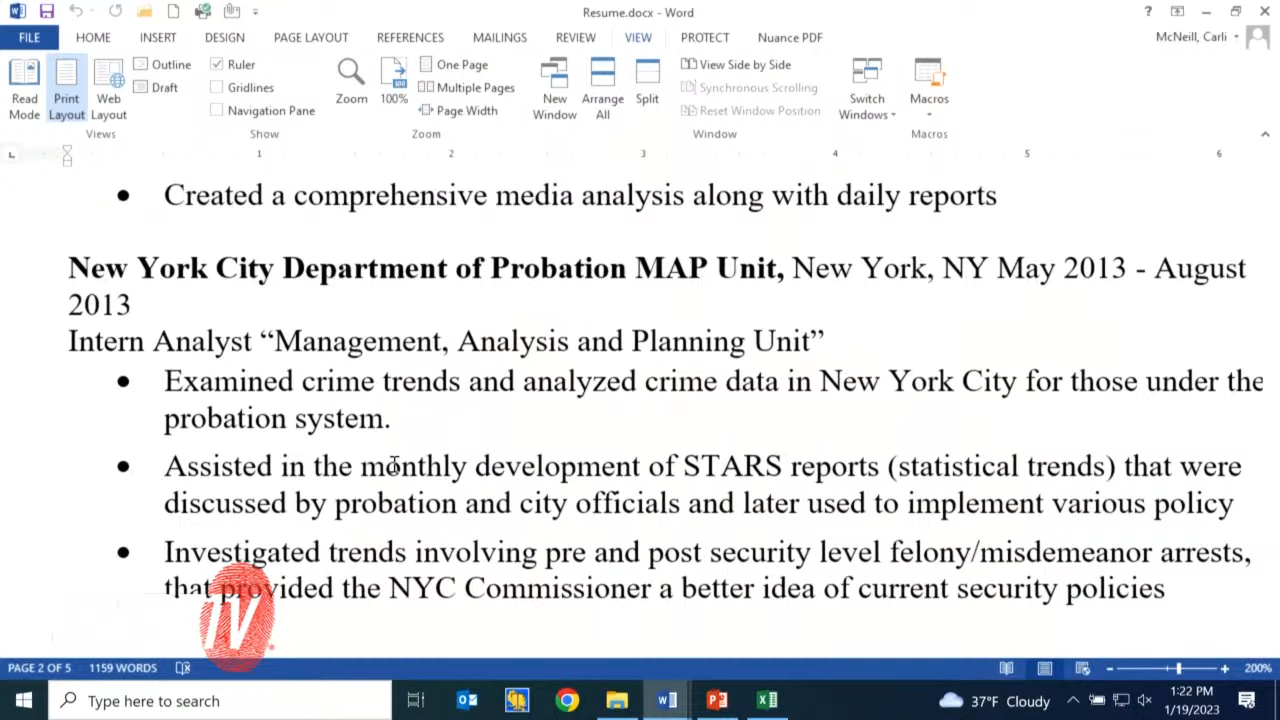 Resume.docx - Word
FILE HOME INSERT DESIGN PAGE LAYOUT REFERENCES MAILINGS REVIEW VIEW PROTECT Nuance PDF McNeill, Carli
Read Mode
Print Layout
Web Layout
Outline
Draft
Views
Ruler
Gridlines
Navigation Pane
Show
Zoom
100%
One Page
Multiple Pages
Page Width
Zoom
New Window
Arrange All
Split
View Side by Side
Synchronous Scrolling
Reset Window Position
Window
Switch Windows
Macros
Macros
1 2 3 4 5 6
• Created a comprehensive media analysis along with daily reports
New York City Department of Probation MAP Unit, New York, NY May 2013 - August
2013
Intern Analyst “Management, Analysis and Planning Unit”
• Examined crime trends and analyzed crime data in New York City for those under the
probation system.
• Assisted in the monthly development of STARS reports (statistical trends) that were
discussed by probation and city officials and later used to implement various policy
• Investigated trends involving pre and post security level felony/misdemeanor arrests,
that provided the NYC Commissioner a better idea of current security policies
IV
PAGE 2 OF 5 1159 WORDS 200%
Type here to search
37°F Cloudy
1:22 PM
1/19/2023